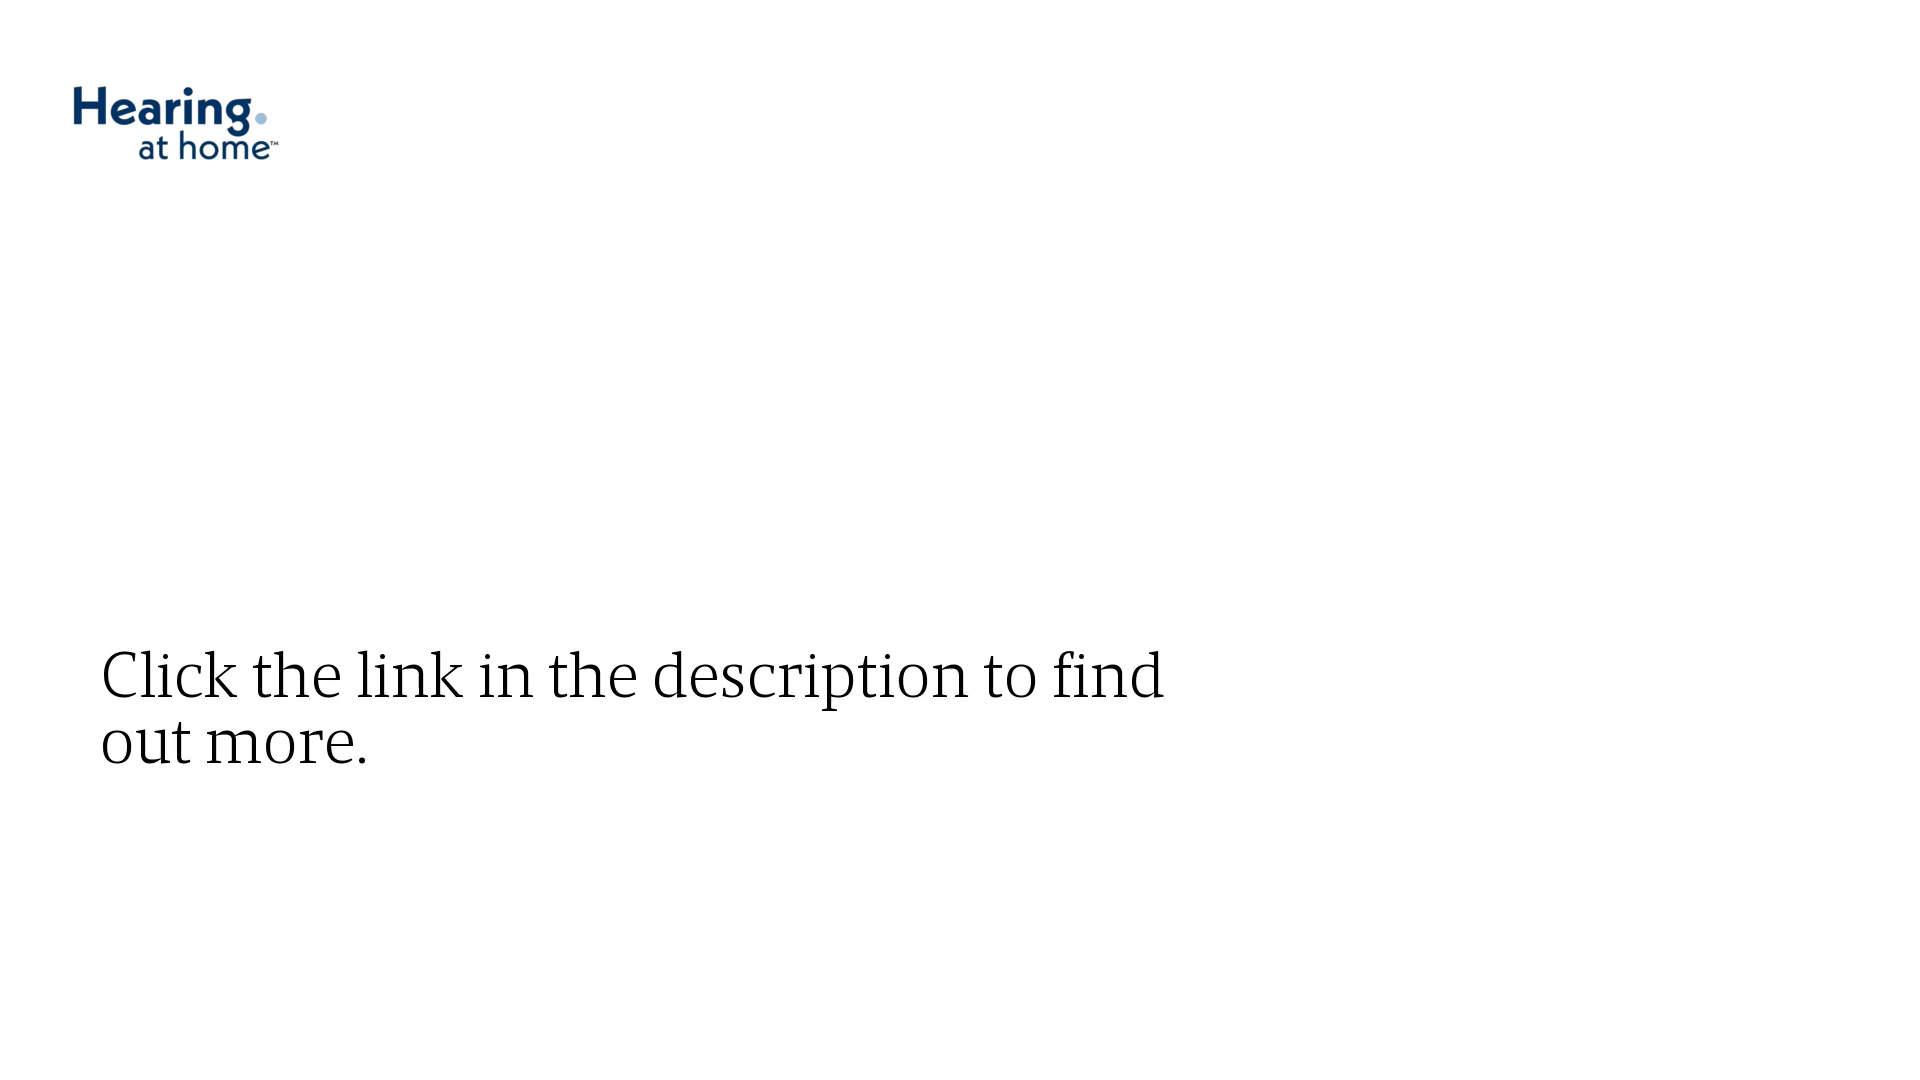 Hearing.
at home™
Click the link in the description to find
out more.